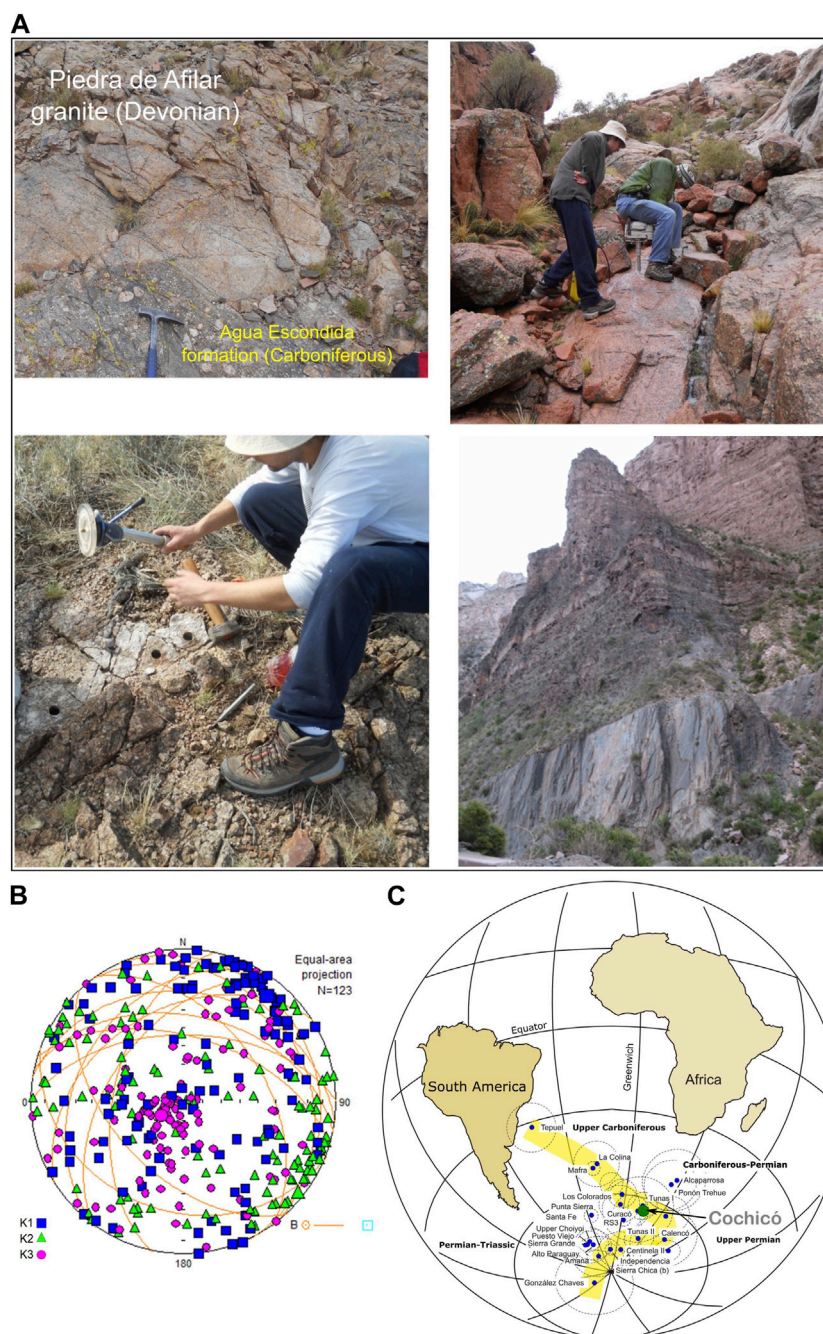 A
Piedra de Afilar
granite (Devonian)
Agua Escondida
formation (Carboniferous)
B
N
Equal-area
projection
N=123
0
90
K1
K2
K3
B
180
C
Equator
Greenwich
South America
Africa
Tepuel
Upper Carboniferous
La Colina
Mafra
Carboniferous-Permian
Alcaparrosa
Ponón Trehue
Los Colorados
Tunas I
Punta Sierra
Curacó
Santa Fé
RS3
Cochicó
Upper Choiyoi
Tunas II
Calencó
Upper Permian
Permian-Triassic
Puesto Viejo
Sierra Grande
Centinela II
Alto Paraguay
Independencia
Amaná
Sierra Chica (b)
González Chaves